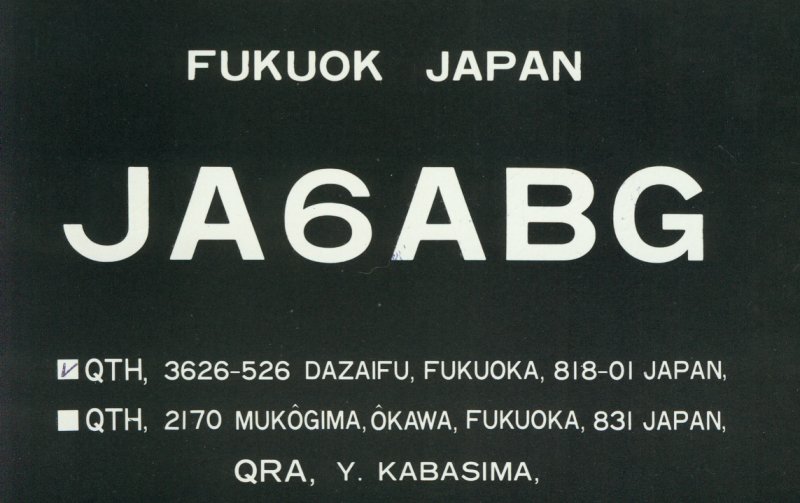 FUKUOK JAPAN
JA6ABG
QTH, 3626-526 DAZAIFU, FUKUOKA, 818-01 JAPAN,
QTH, 2170 MUKÔGIMA, ÔKAWA, FUKUOKA, 831 JAPAN,
QRA, Y. KABASIMA,